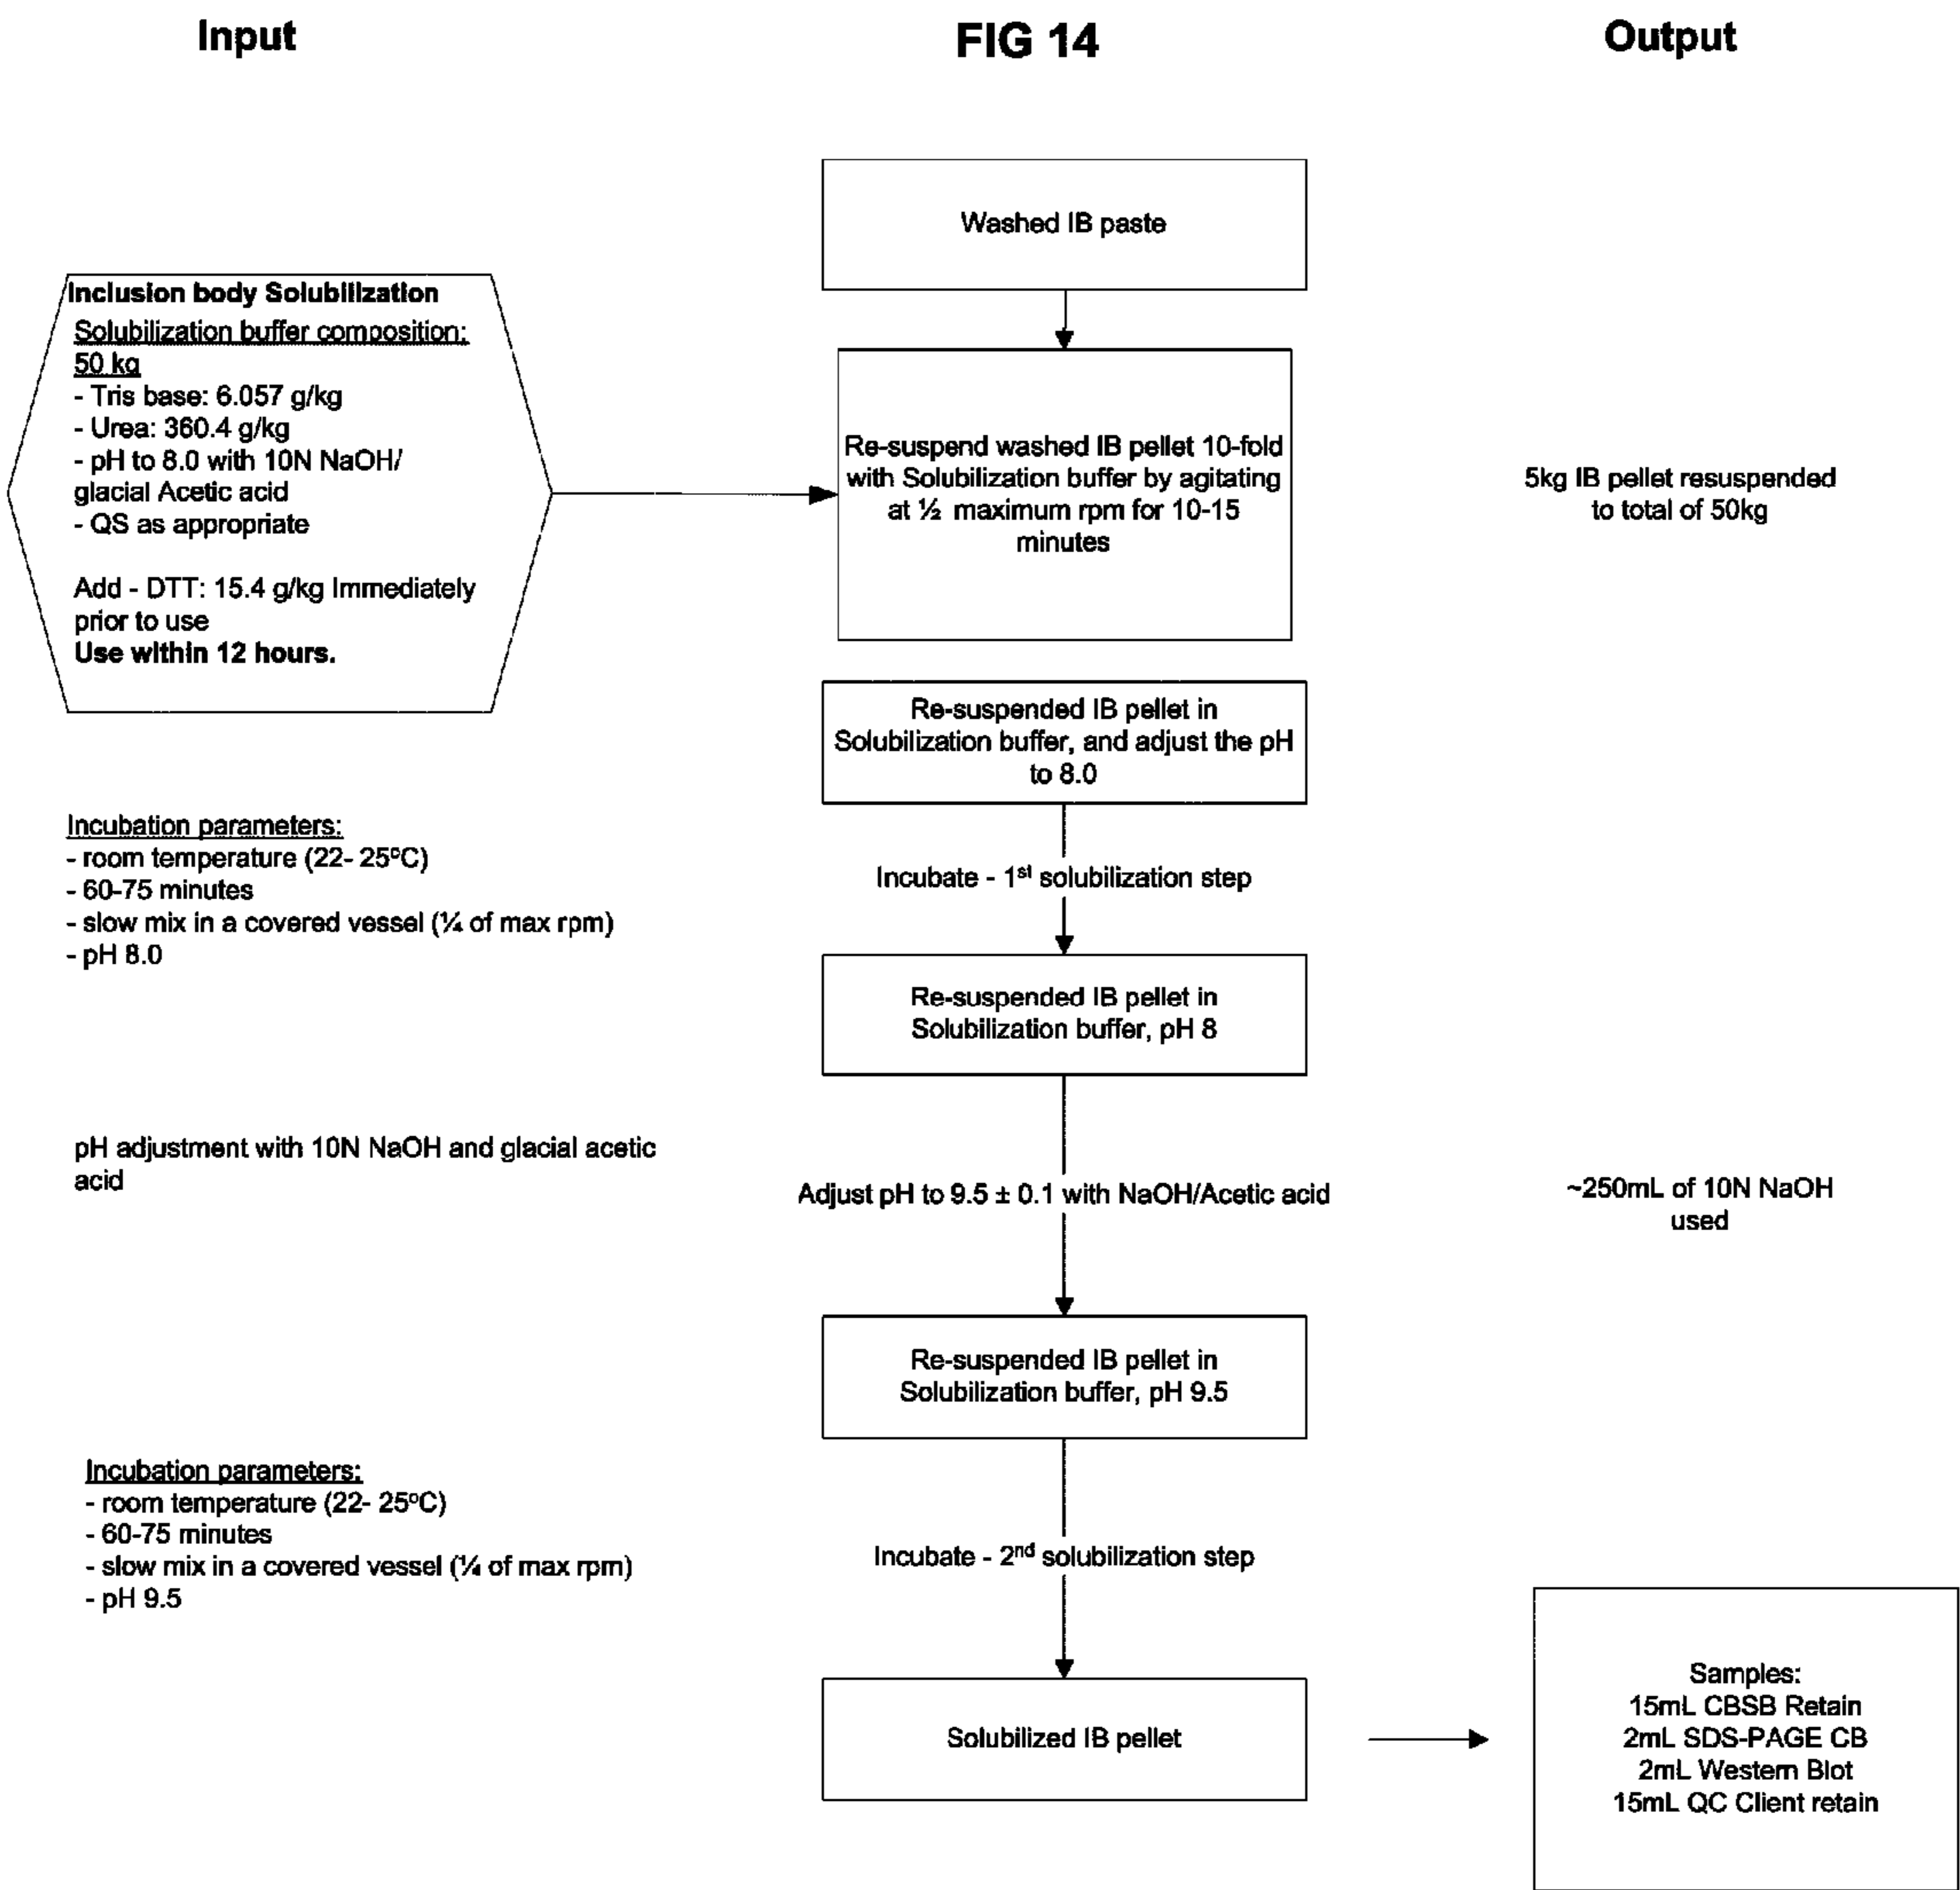 Input
FIG 14
Output
Washed IB paste
Inclusion body Solubilization
Solubilization buffer composition:
50 kg
- Tris base: 6.057 g/kg
- Urea: 360.4 g/kg
- pH to 8.0 with 10N NaOH/
glacial Acetic acid
- QS as appropriate
Add - DTT: 15.4 g/kg Immediately
prior to use
Use within 12 hours.
Re-suspend washed IB pellet 10-fold
with Solubilization buffer by agitating
at ½ maximum rpm for 10-15
minutes
5kg IB pellet resuspended
to total of 50kg
Re-suspended IB pellet in
Solubilization buffer, and adjust the pH
to 8.0
Incubation parameters:
- room temperature (22- 25°C)
- 60-75 minutes
- slow mix in a covered vessel (¼ of max rpm)
- pH 8.0
Incubate - 1st solubilization step
Re-suspended IB pellet in
Solubilization buffer, pH 8
pH adjustment with 10N NaOH and glacial acetic
acid
Adjust pH to 9.5 ± 0.1 with NaOH/Acetic acid
~250mL of 10N NaOH
used
Re-suspended IB pellet in
Solubilization buffer, pH 9.5
Incubation parameters:
- room temperature (22- 25°C)
- 60-75 minutes
- slow mix in a covered vessel (¼ of max rpm)
- pH 9.5
Incubate - 2nd solubilization step
Solubilized IB pellet
Samples:
15mL CBSB Retain
2mL SDS-PAGE CB
2mL Western Blot
15mL QC Client retain